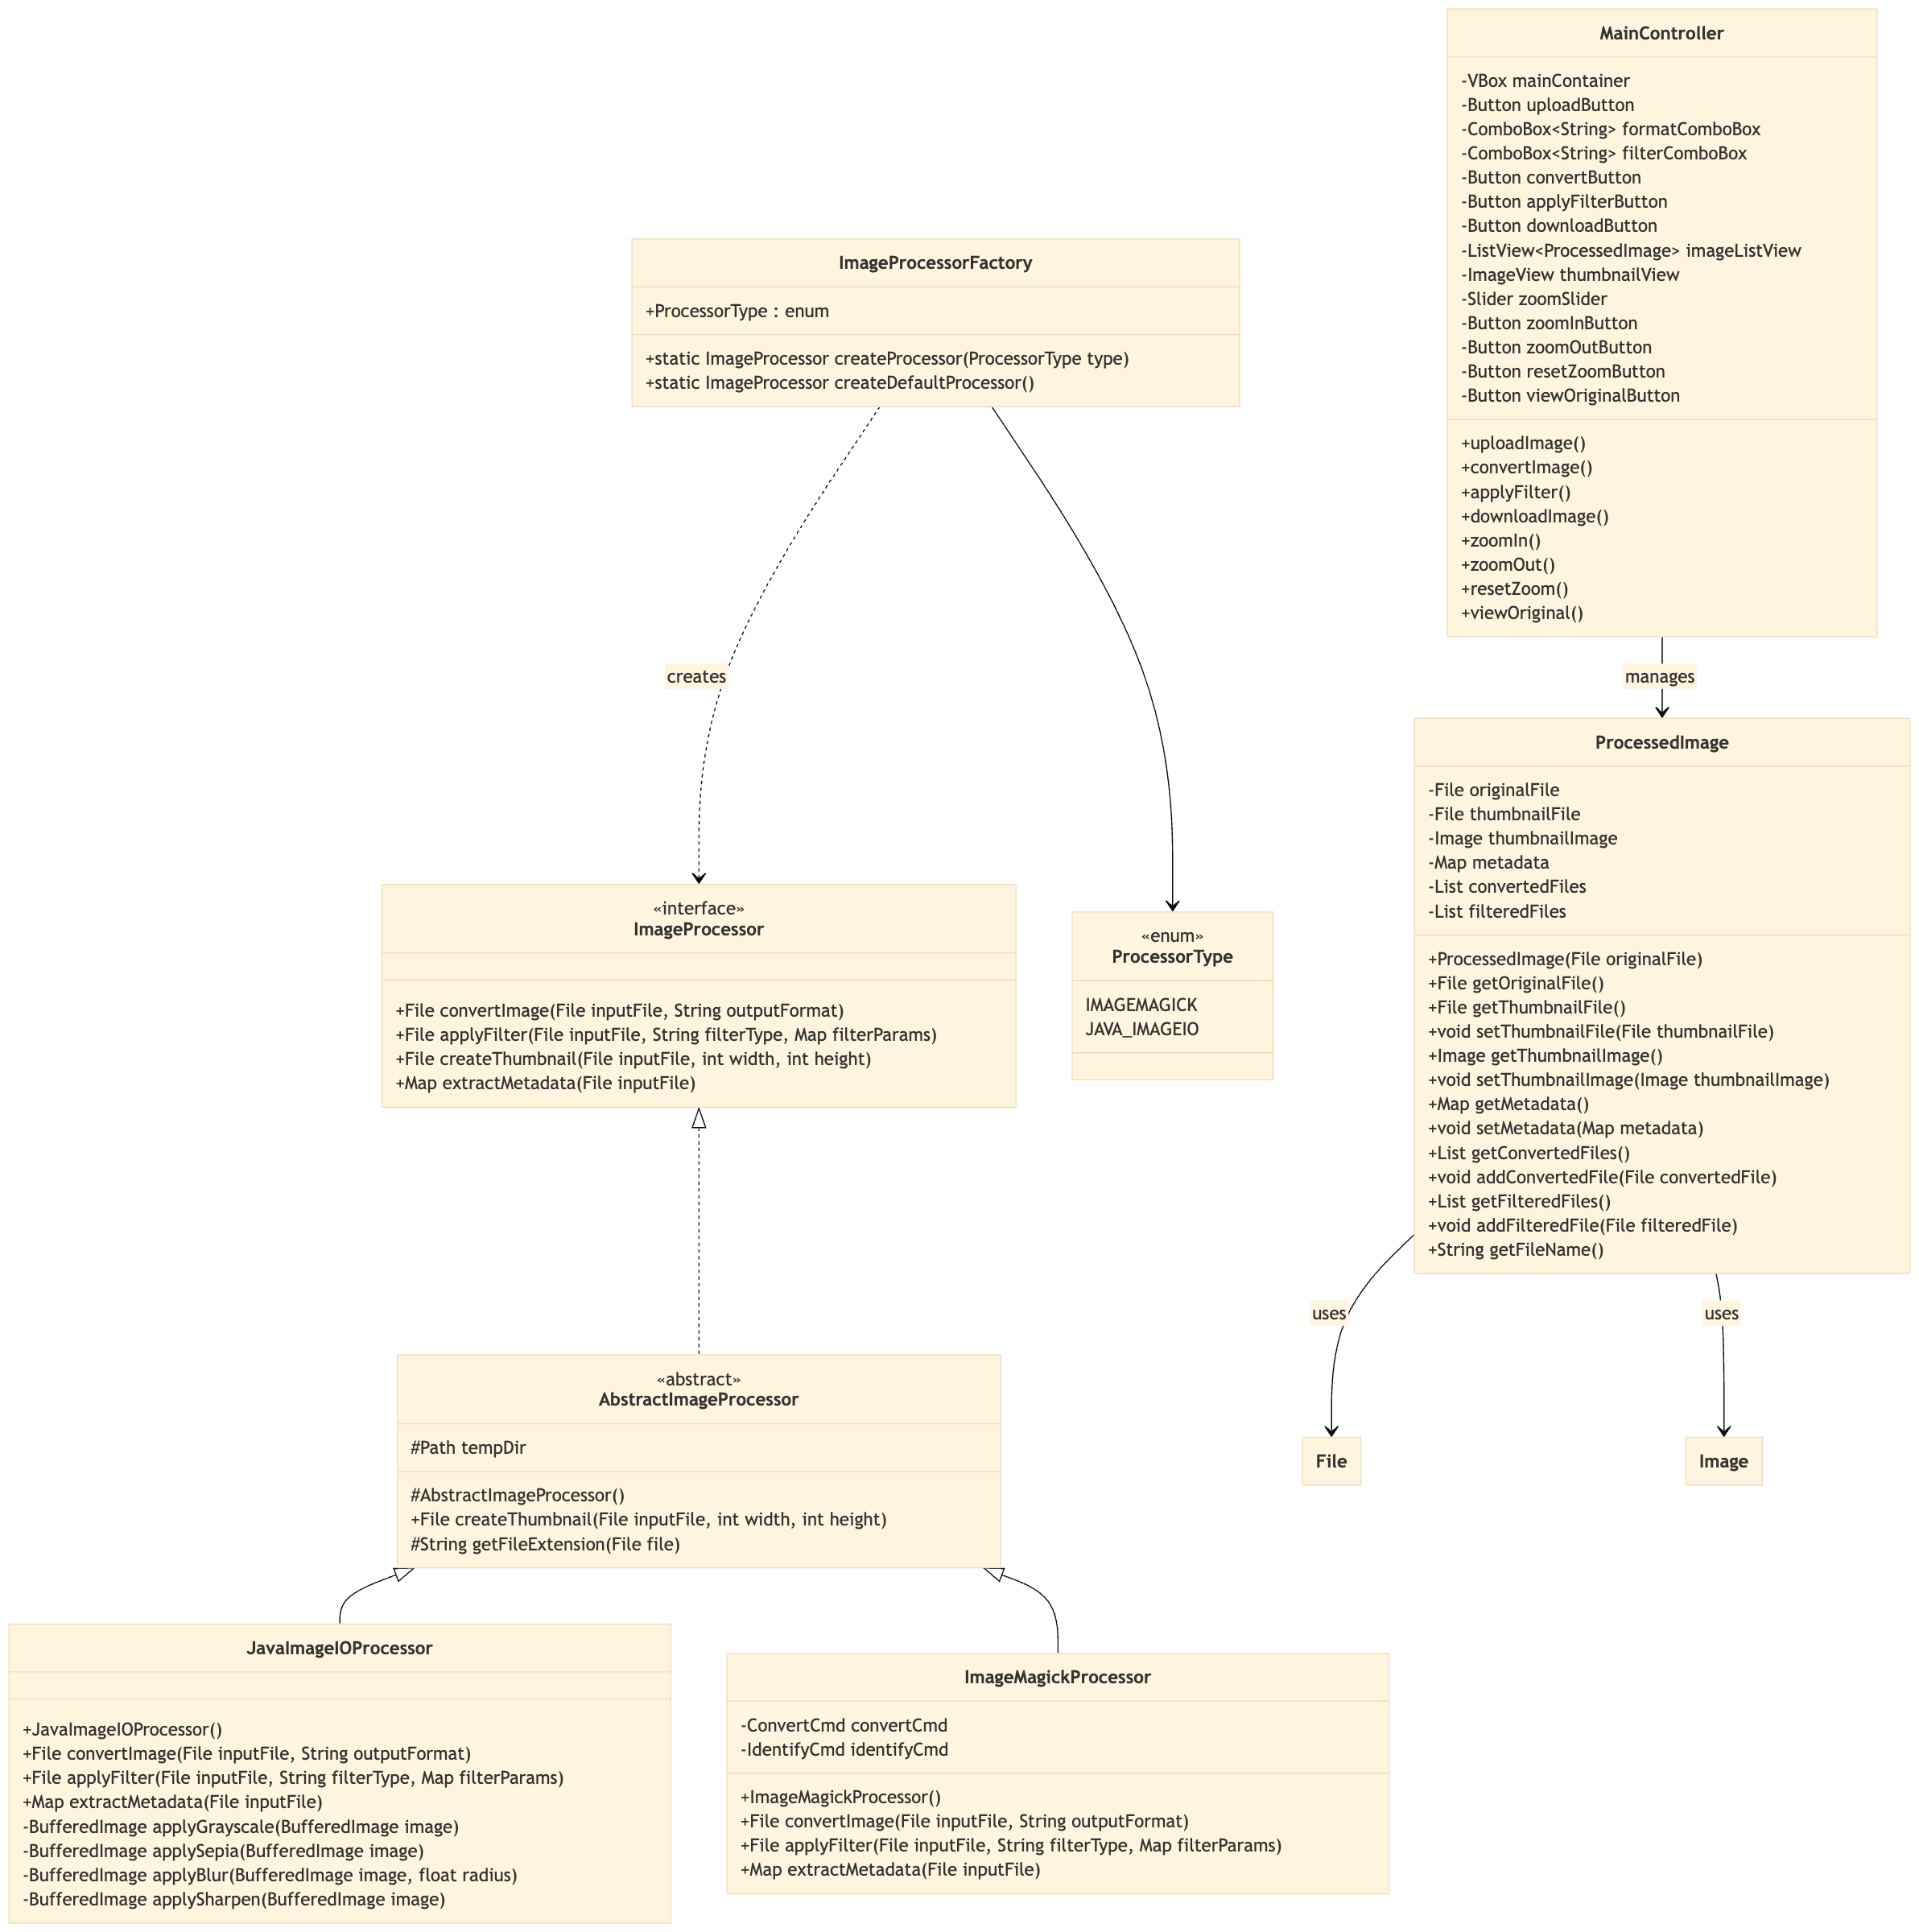 MainController
-VBox mainContainer
-Button uploadButton
-ComboBox<String> formatComboBox
-ComboBox<String> filterComboBox
-Button convertButton
-Button applyFilterButton
-Button downloadButton
-ListView<ProcessedImage> imageListView
-ImageView thumbnailView
-Slider zoomSlider
-Button zoomInButton
-Button zoomOutButton
-Button resetZoomButton
-Button viewOriginalButton
+uploadImage()
+convertImage()
+applyFilter()
+downloadImage()
+zoomIn()
+zoomOut()
+resetZoom()
+viewOriginal()
ImageProcessorFactory
+ProcessorType : enum
+static ImageProcessor createProcessor(ProcessorType type)
+static ImageProcessor createDefaultProcessor()
creates
manages
ProcessedImage
-File originalFile
-File thumbnailFile
-Image thumbnailImage
-Map metadata
-List convertedFiles
-List filteredFiles
+ProcessedImage(File originalFile)
+File getOriginalFile()
+File getThumbnailFile()
+void setThumbnailFile(File thumbnailFile)
+Image getThumbnailImage()
+void setThumbnailImage(Image thumbnailImage)
+Map getMetadata()
+void setMetadata(Map metadata)
+List getConvertedFiles()
+void addConvertedFile(File convertedFile)
+List getFilteredFiles()
+void addFilteredFile(File filteredFile)
+String getFileName()
«interface»
ImageProcessor
+File convertImage(File inputFile, String outputFormat)
+File applyFilter(File inputFile, String filterType, Map filterParams)
+File createThumbnail(File inputFile, int width, int height)
+Map extractMetadata(File inputFile)
«enum»
ProcessorType
IMAGEMAGICK
JAVA_IMAGEIO
uses
uses
File
Image
«abstract»
AbstractImageProcessor
#Path tempDir
#AbstractImageProcessor()
+File createThumbnail(File inputFile, int width, int height)
#String getFileExtension(File file)
JavaImageIOProcessor
+JavaImageIOProcessor()
+File convertImage(File inputFile, String outputFormat)
+File applyFilter(File inputFile, String filterType, Map filterParams)
+Map extractMetadata(File inputFile)
-BufferedImage applyGrayscale(BufferedImage image)
-BufferedImage applySepia(BufferedImage image)
-BufferedImage applyBlur(BufferedImage image, float radius)
-BufferedImage applySharpen(BufferedImage image)
ImageMagickProcessor
-ConvertCmd convertCmd
-IdentifyCmd identifyCmd
+ImageMagickProcessor()
+File convertImage(File inputFile, String outputFormat)
+File applyFilter(File inputFile, String filterType, Map filterParams)
+Map extractMetadata(File inputFile)